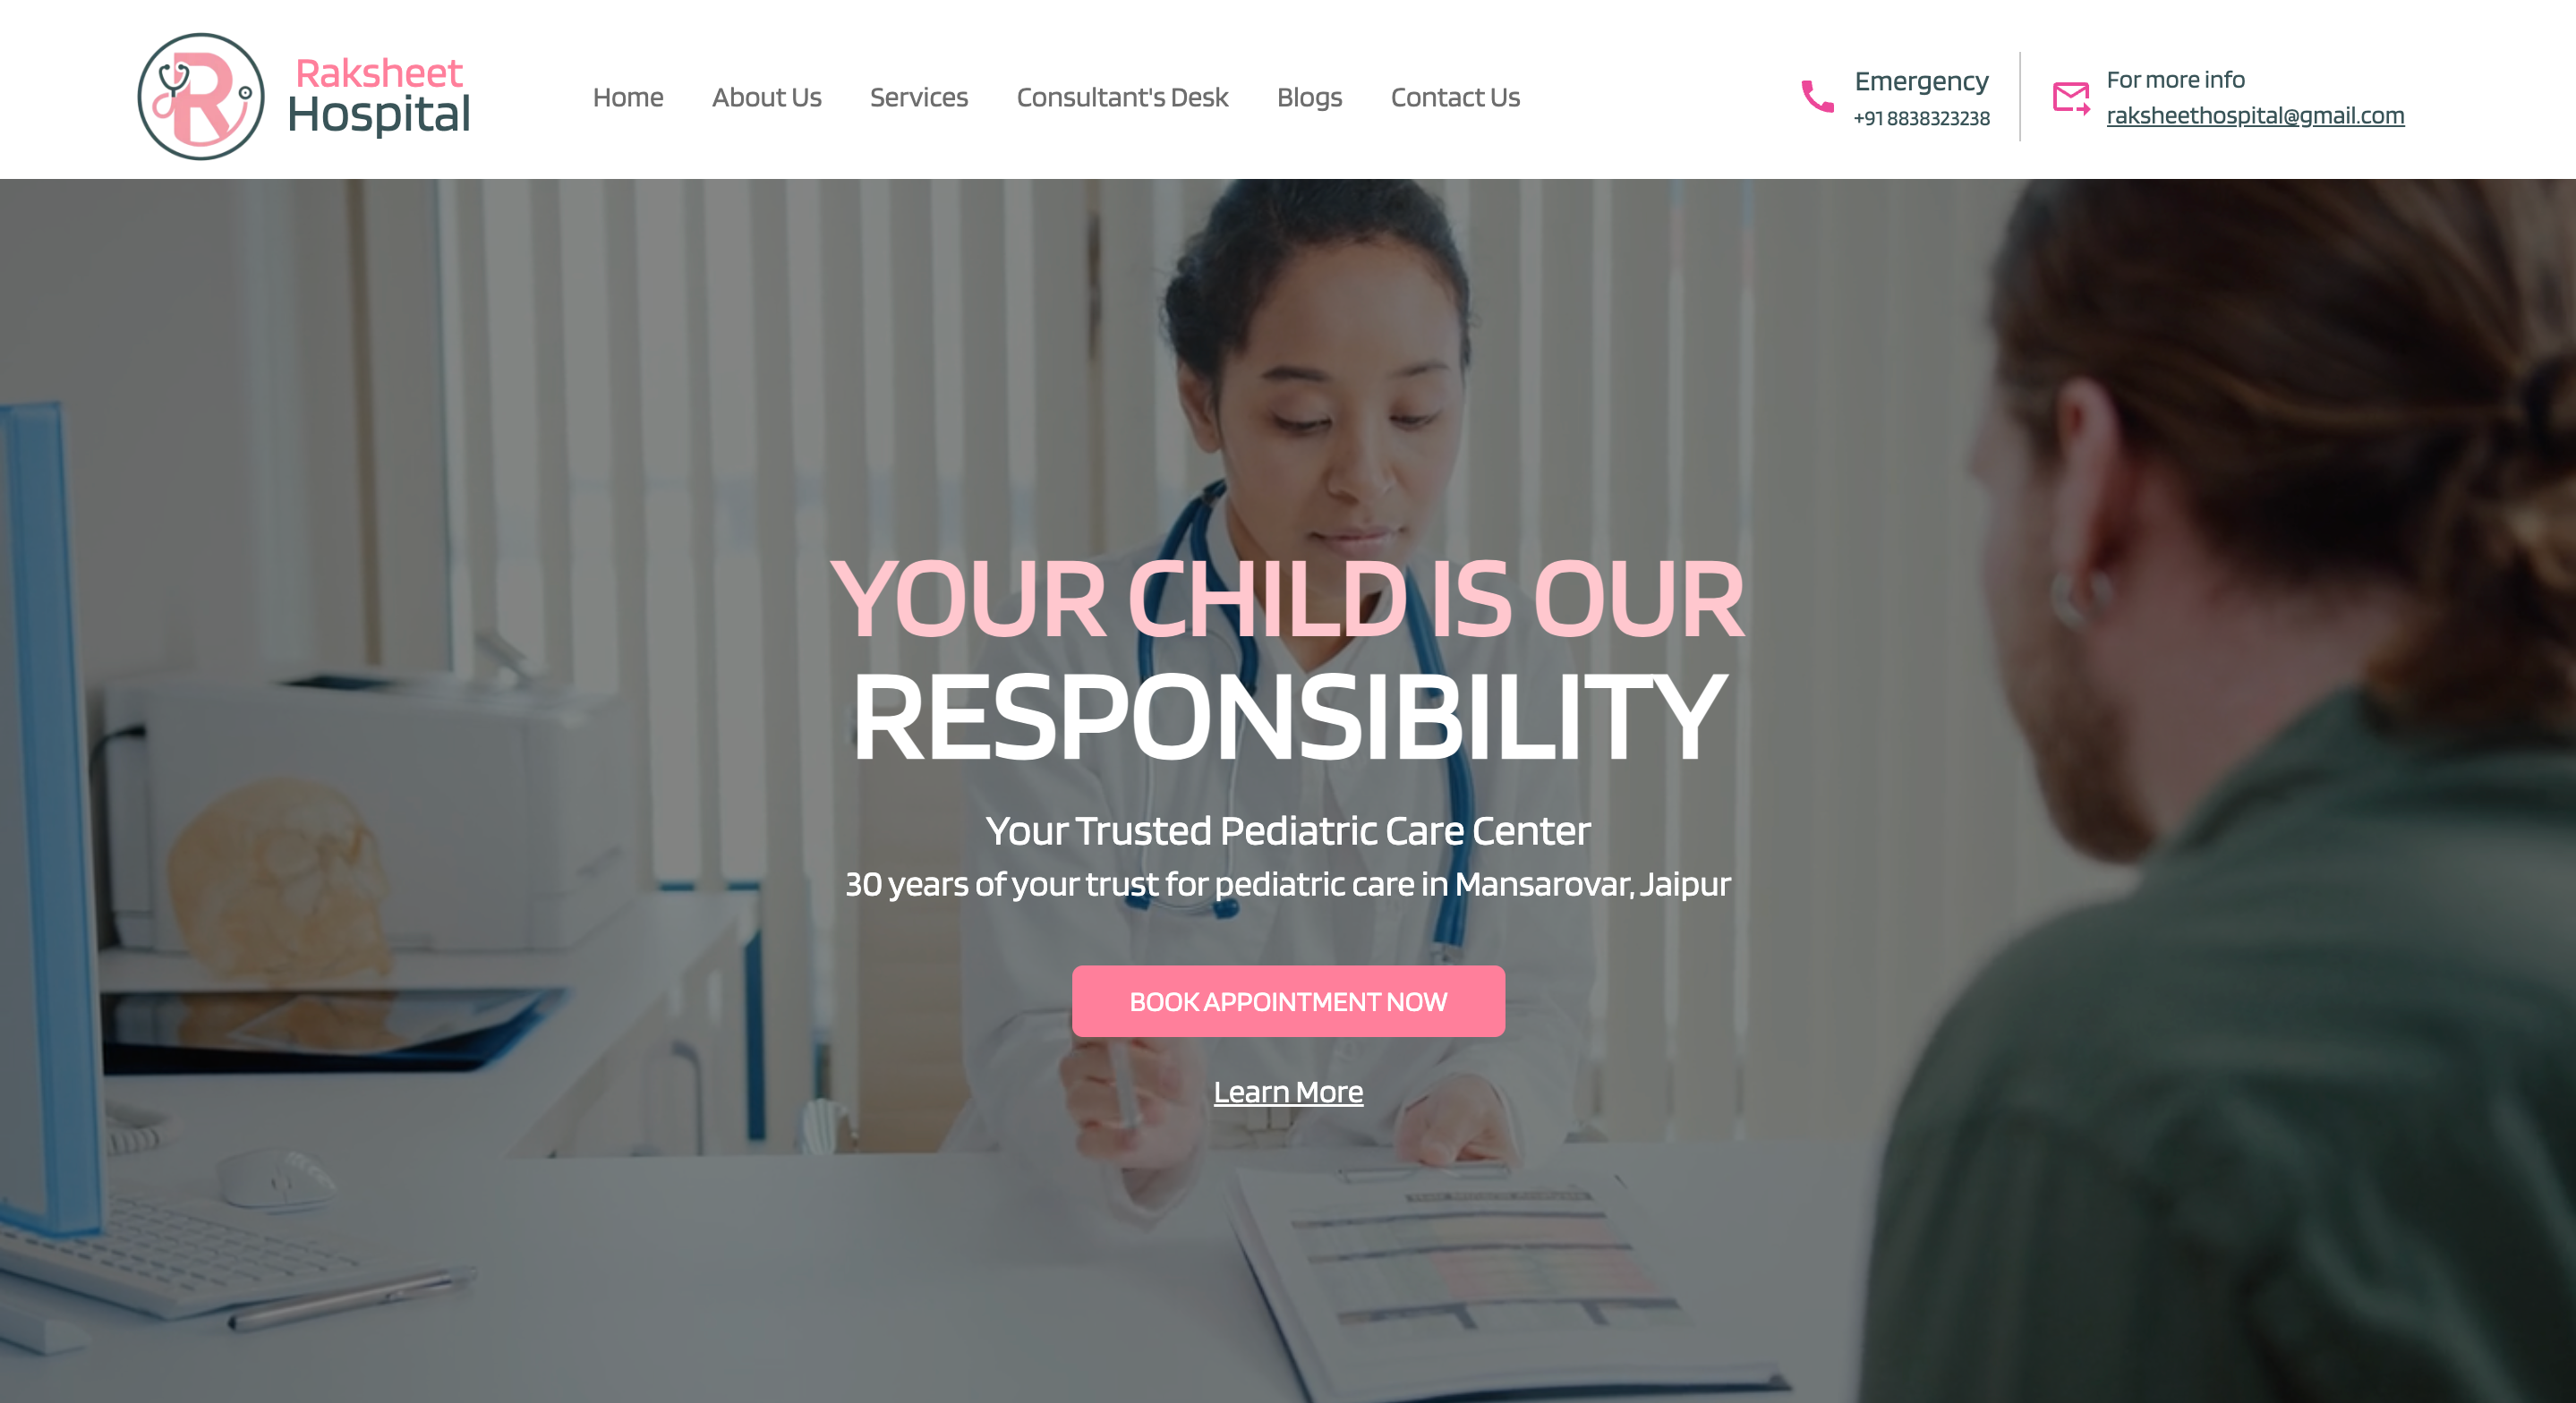 Raksheet
Hospital
Home About Us Services Consultant's Desk Blogs Contact Us
Emergency
+91 8838323238
For more info
raksheethospital@gmail.com
YOUR CHILD IS OUR
RESPONSIBILITY
Your Trusted Pediatric Care Center
30 years of your trust for pediatric care in Mansarovar, Jaipur
BOOK APPOINTMENT NOW
Learn More